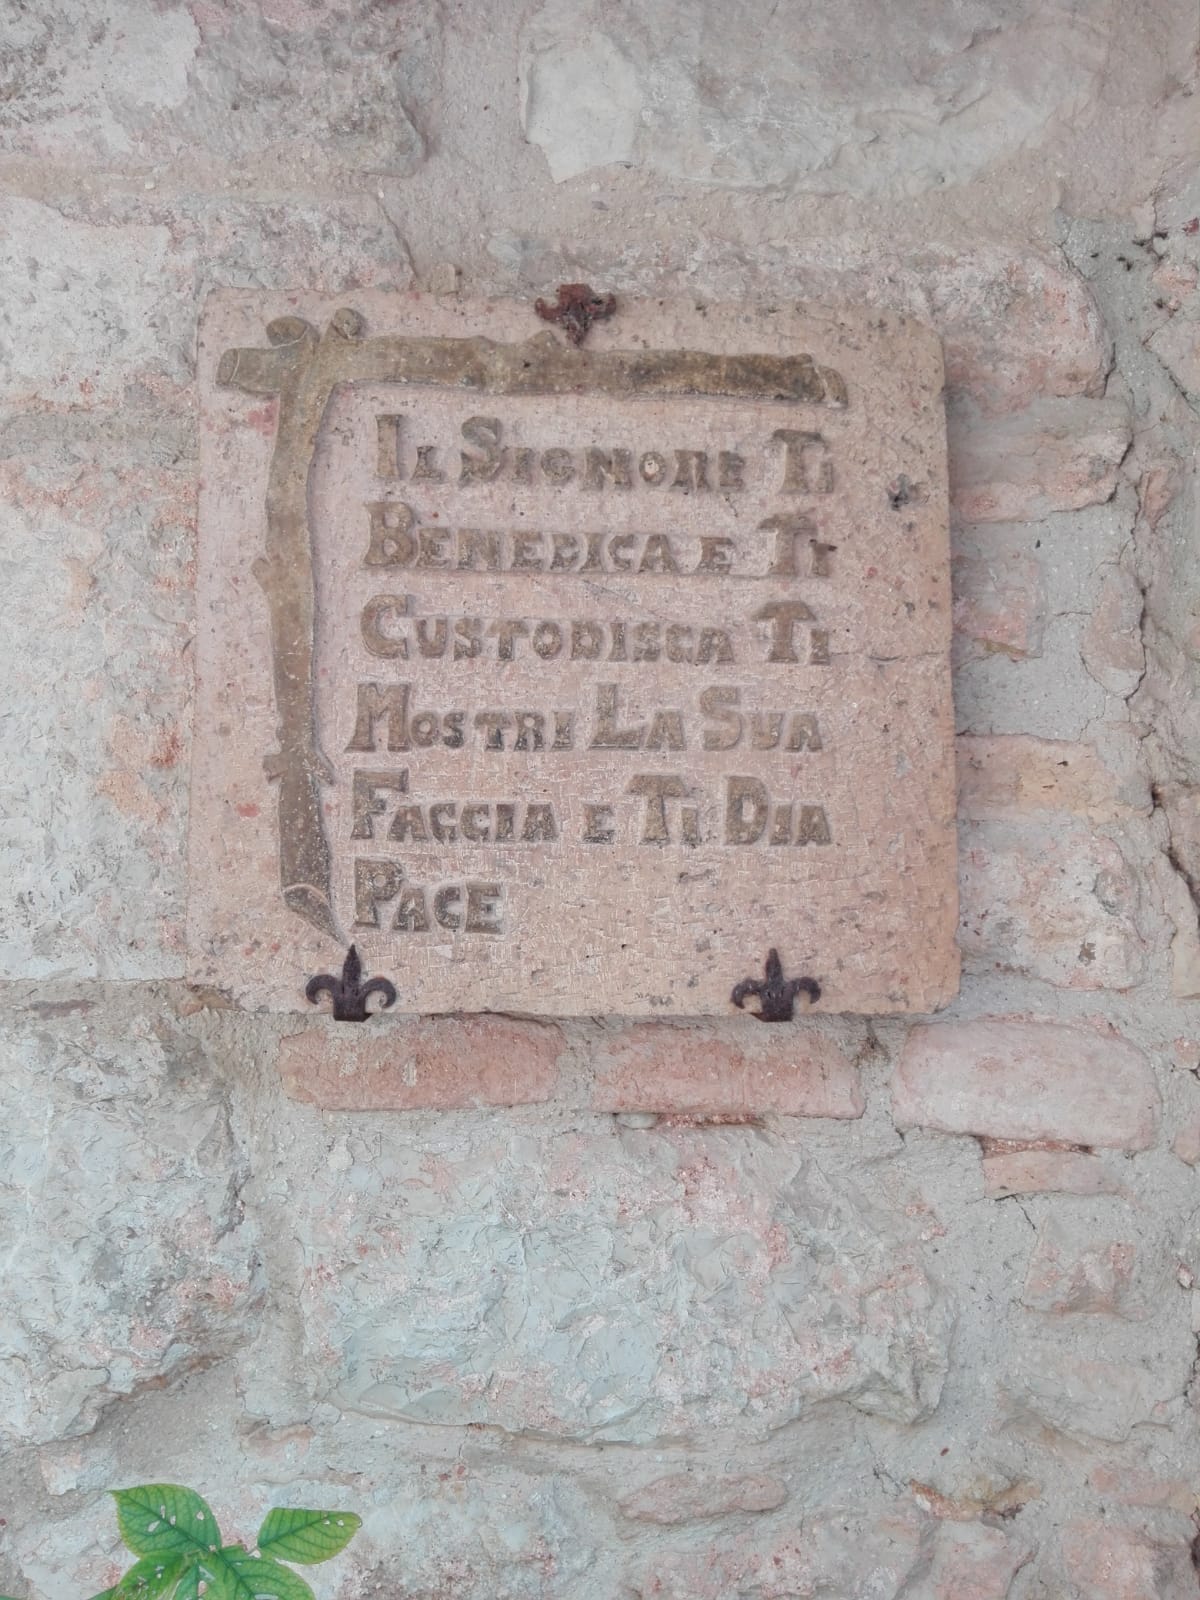 Il Signore Ti
Benedica e Ti
Custodisca Ti
Mostri La Sua
Faccia e Ti Dia
Pace